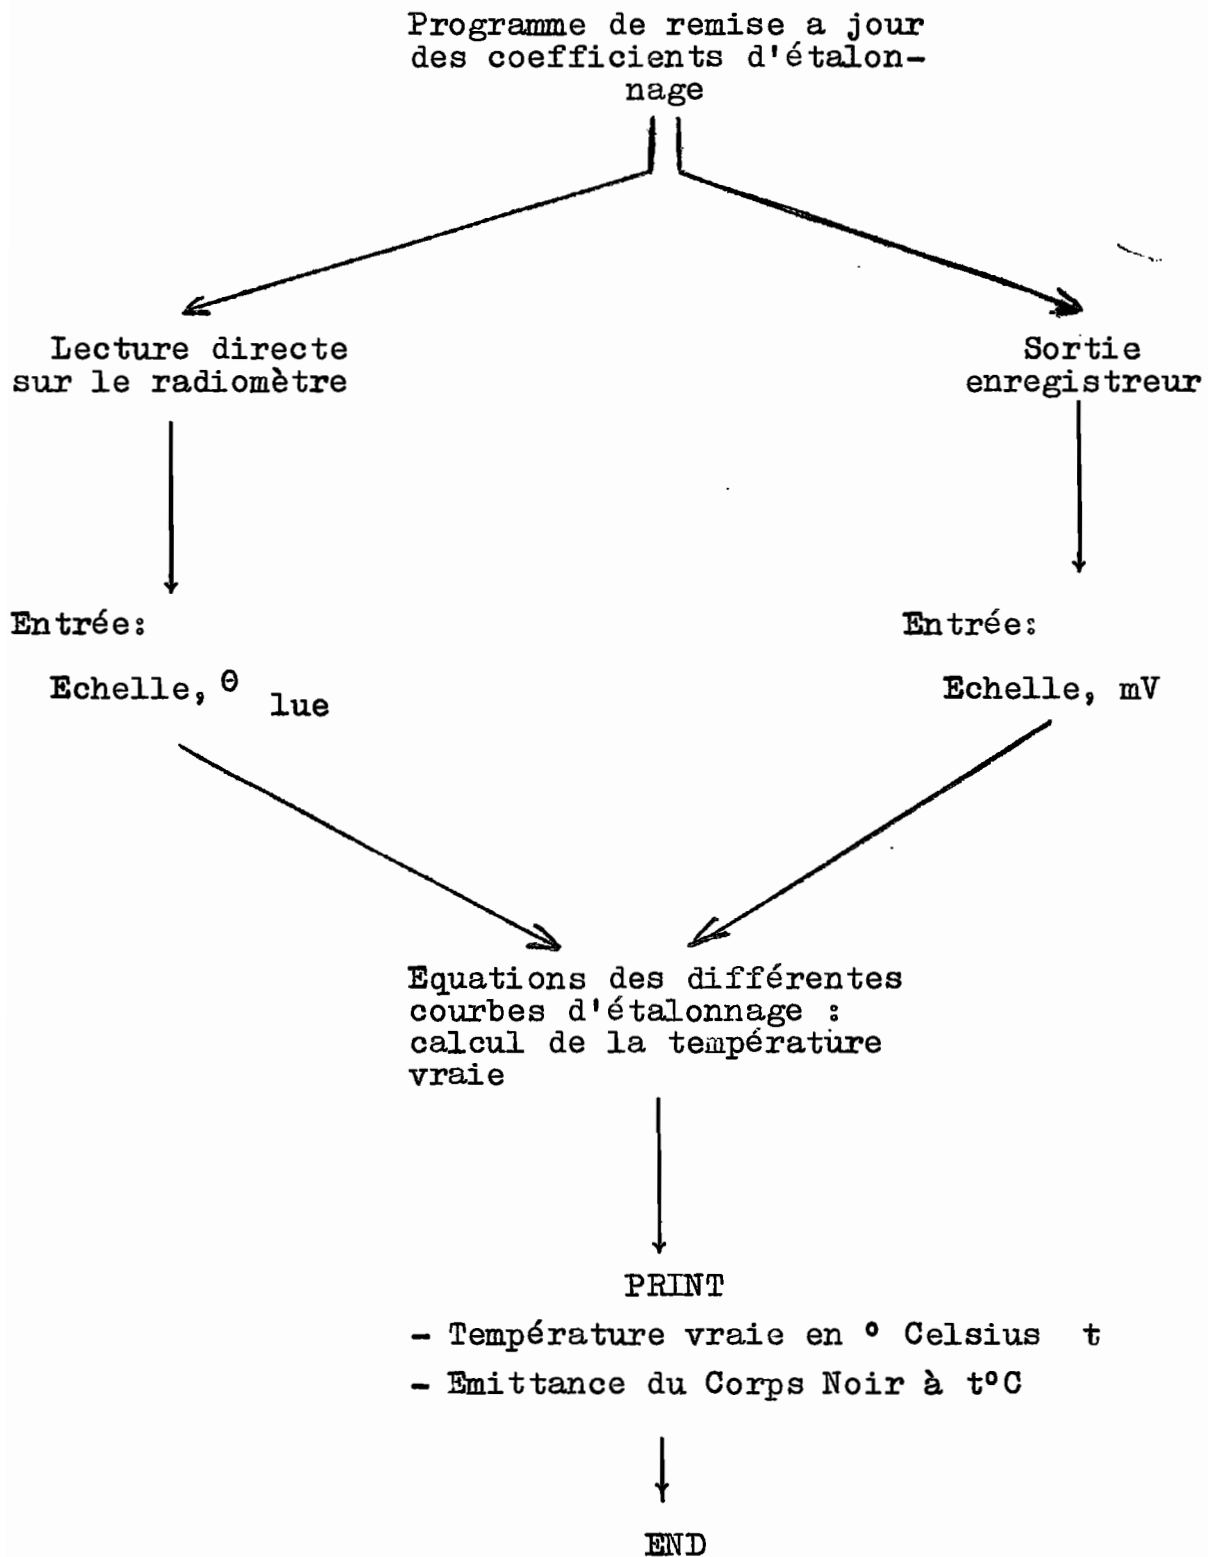 Programme de remise a jour
des coefficients d'étalon-
nage
Lecture directe
sur le radiomètre
Sortie
enregistreur
Entrée:
Echelle, θ lue
Entrée:
Echelle, mV
Equations des différentes
courbes d'étalonnage :
calcul de la température
vraie
PRINT
- Température vraie en ° Celsius t
- Emittance du Corps Noir à t°C
END